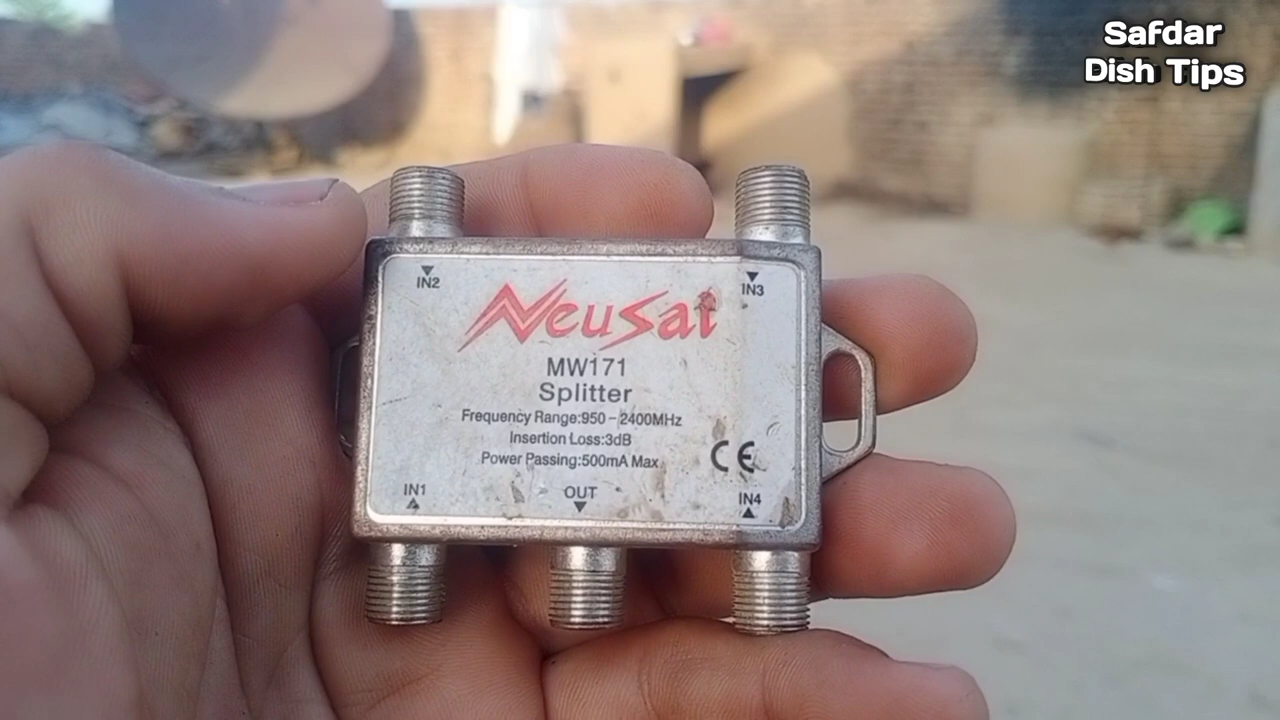 Safdar
Dish Tips
IN2
IN3
Neusai
MW171
Splitter
Frequency Range:950-2400MHz
Insertion Loss:3dB
Power Passing:500mA Max
CE
IN1
OUT
IN4